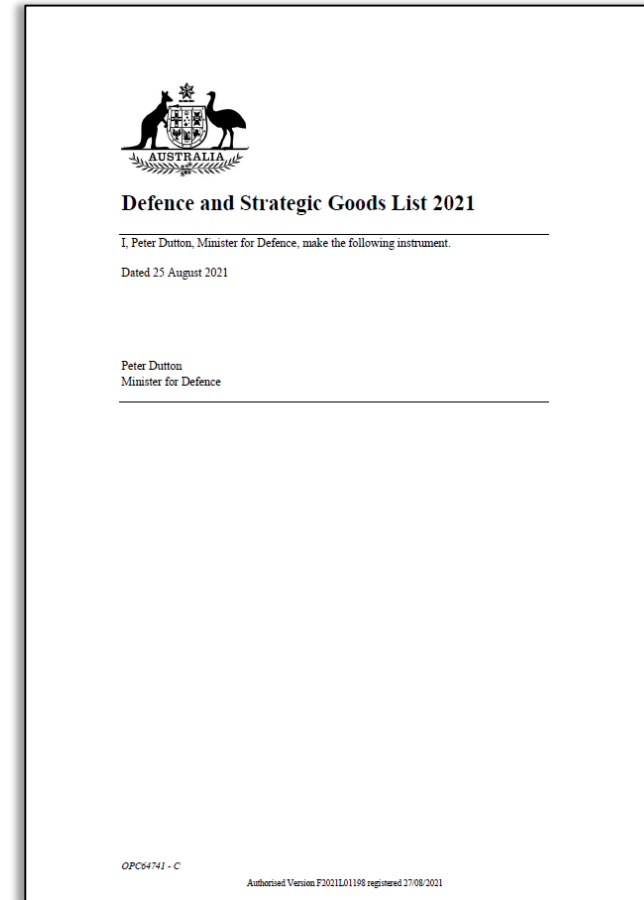 AUSTRALIA
Defence and Strategic Goods List 2021
I, Peter Dutton, Minister for Defence, make the following instrument.
Dated 25 August 2021
Peter Dutton
Minister for Defence
OPC64741 - C
Authorised Version F2021L01198 registered 27/08/2021